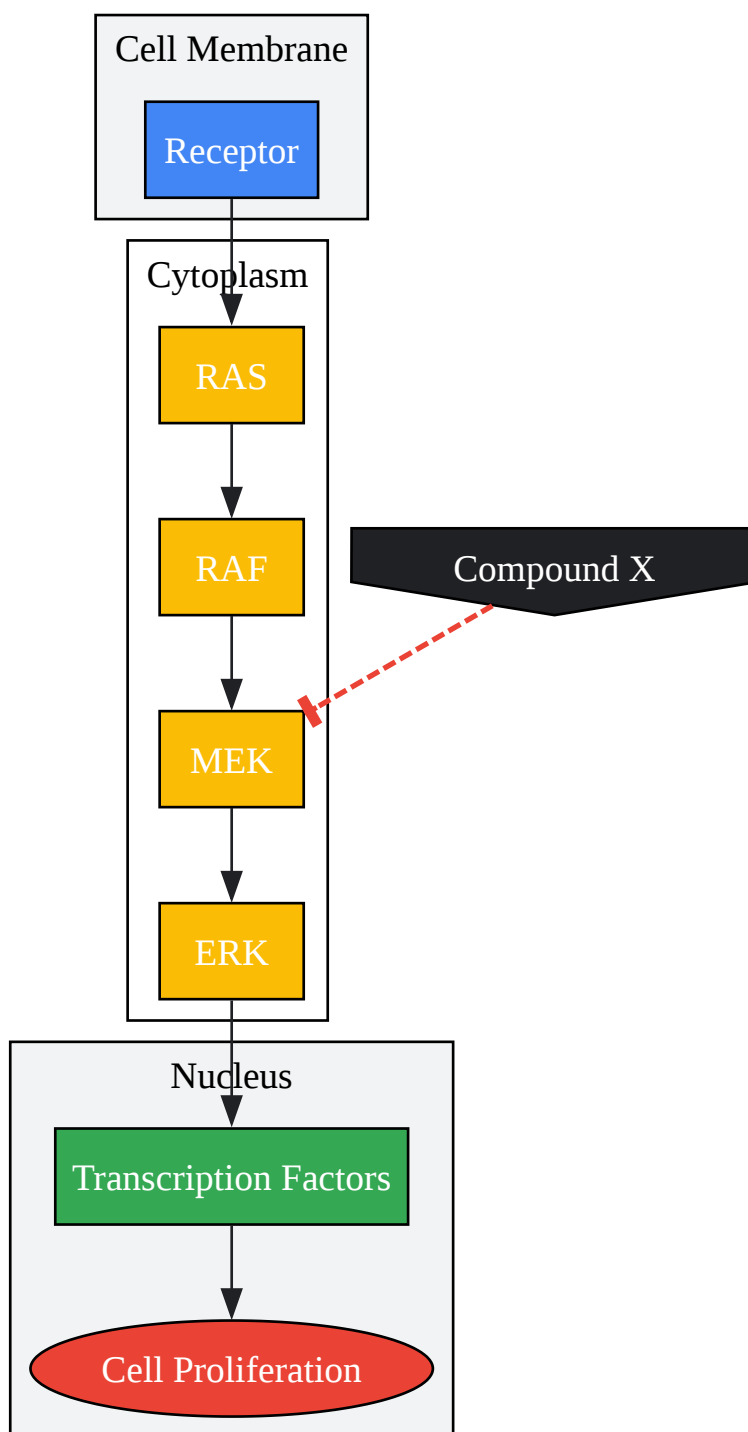 Cell Membrane
Receptor
Cytoplasm
RAS
RAF
Compound X
MEK
ERK
Nucleus
Transcription Factors
Cell Proliferation